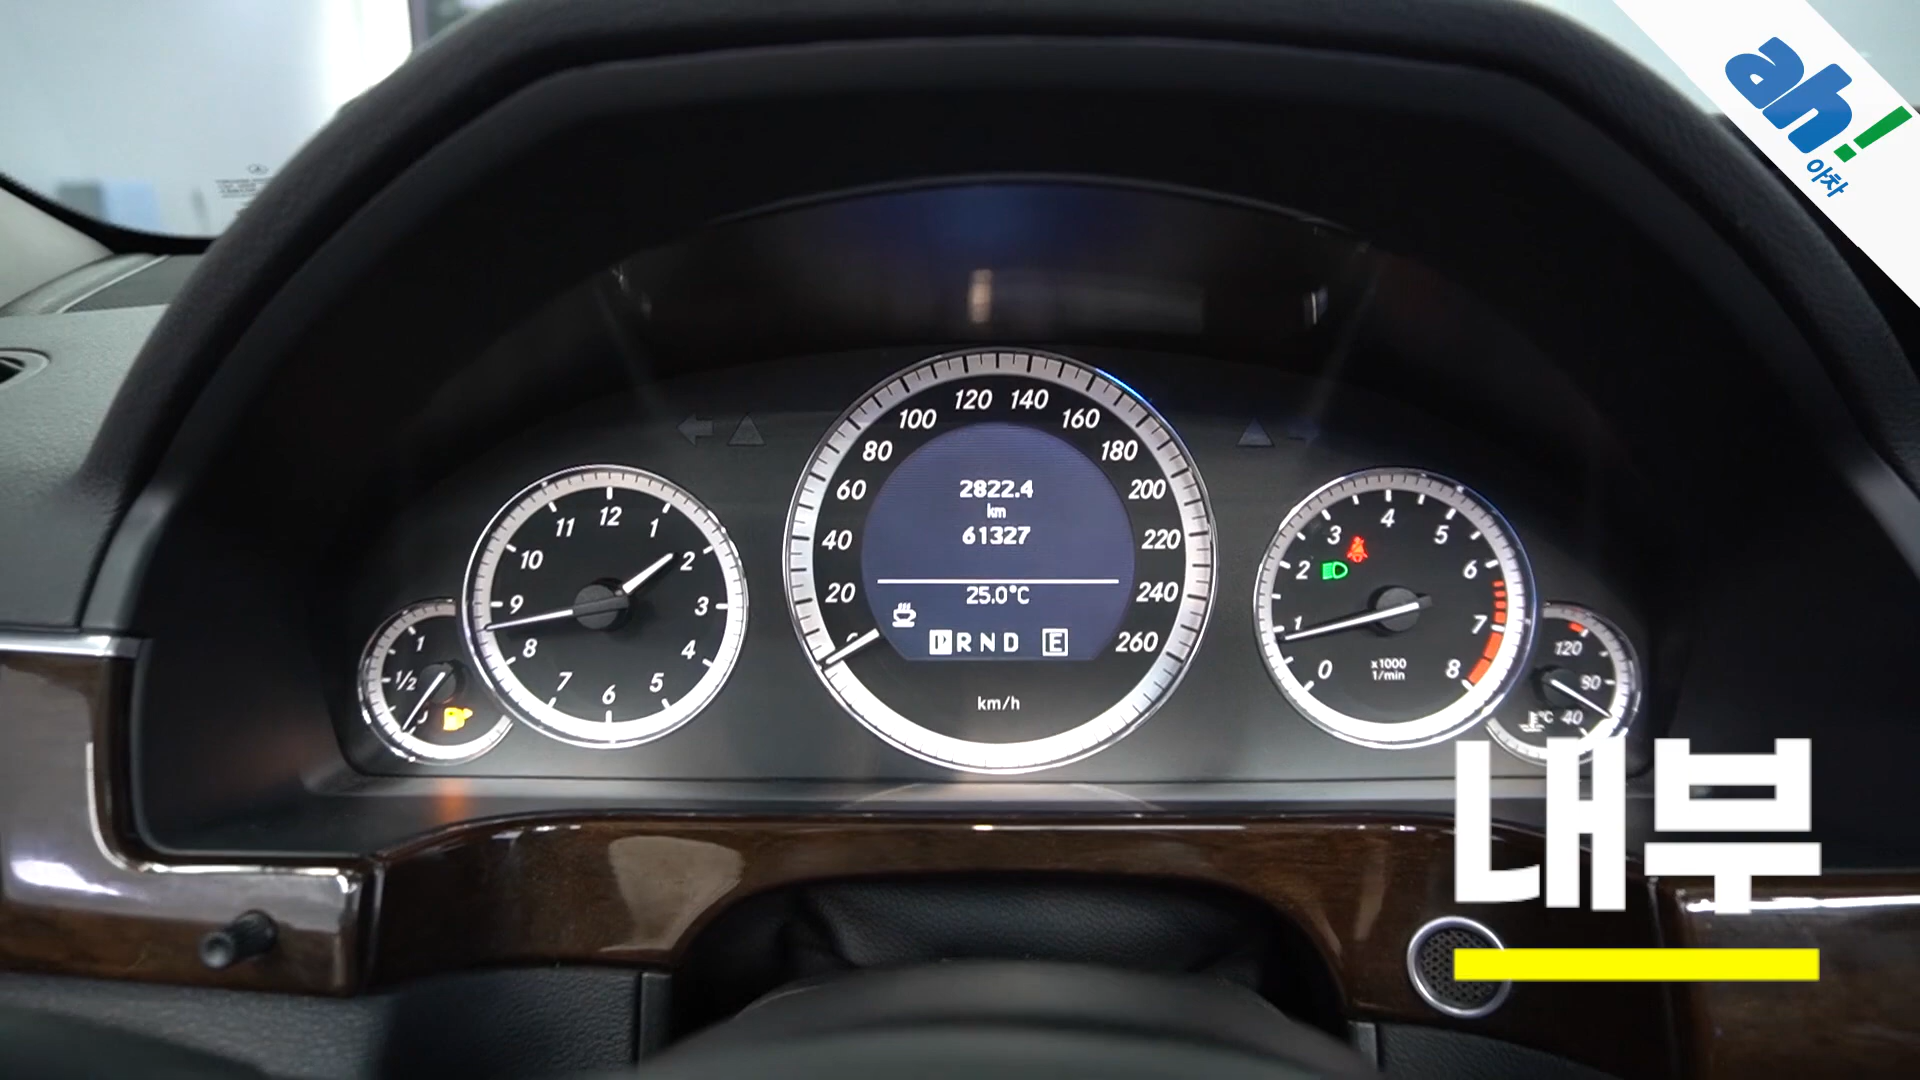 ah!
아차
120 140
100 160
80 180
60 200
40 220
20 240
260
2822.4
km
61327
25.0°C
P R N D E
km/h
12
11 1
10 2
9 3
8 4
7 5
6
1
1/2
4
3 5
2 6
1 7
0 8
x1000
1/min
120
80
°C 40
내부